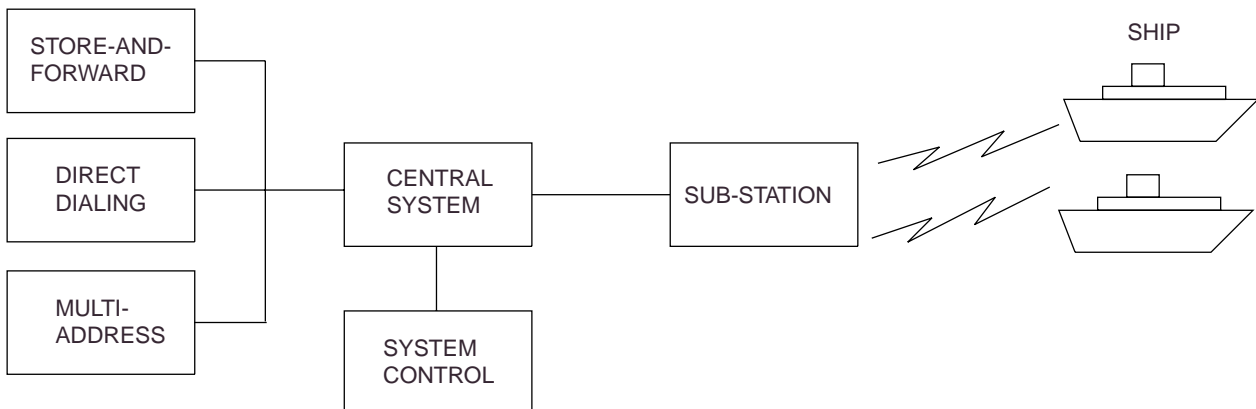 STORE-AND-
FORWARD
DIRECT
DIALING
MULTI-
ADDRESS
CENTRAL
SYSTEM
SYSTEM
CONTROL
SUB-STATION
SHIP